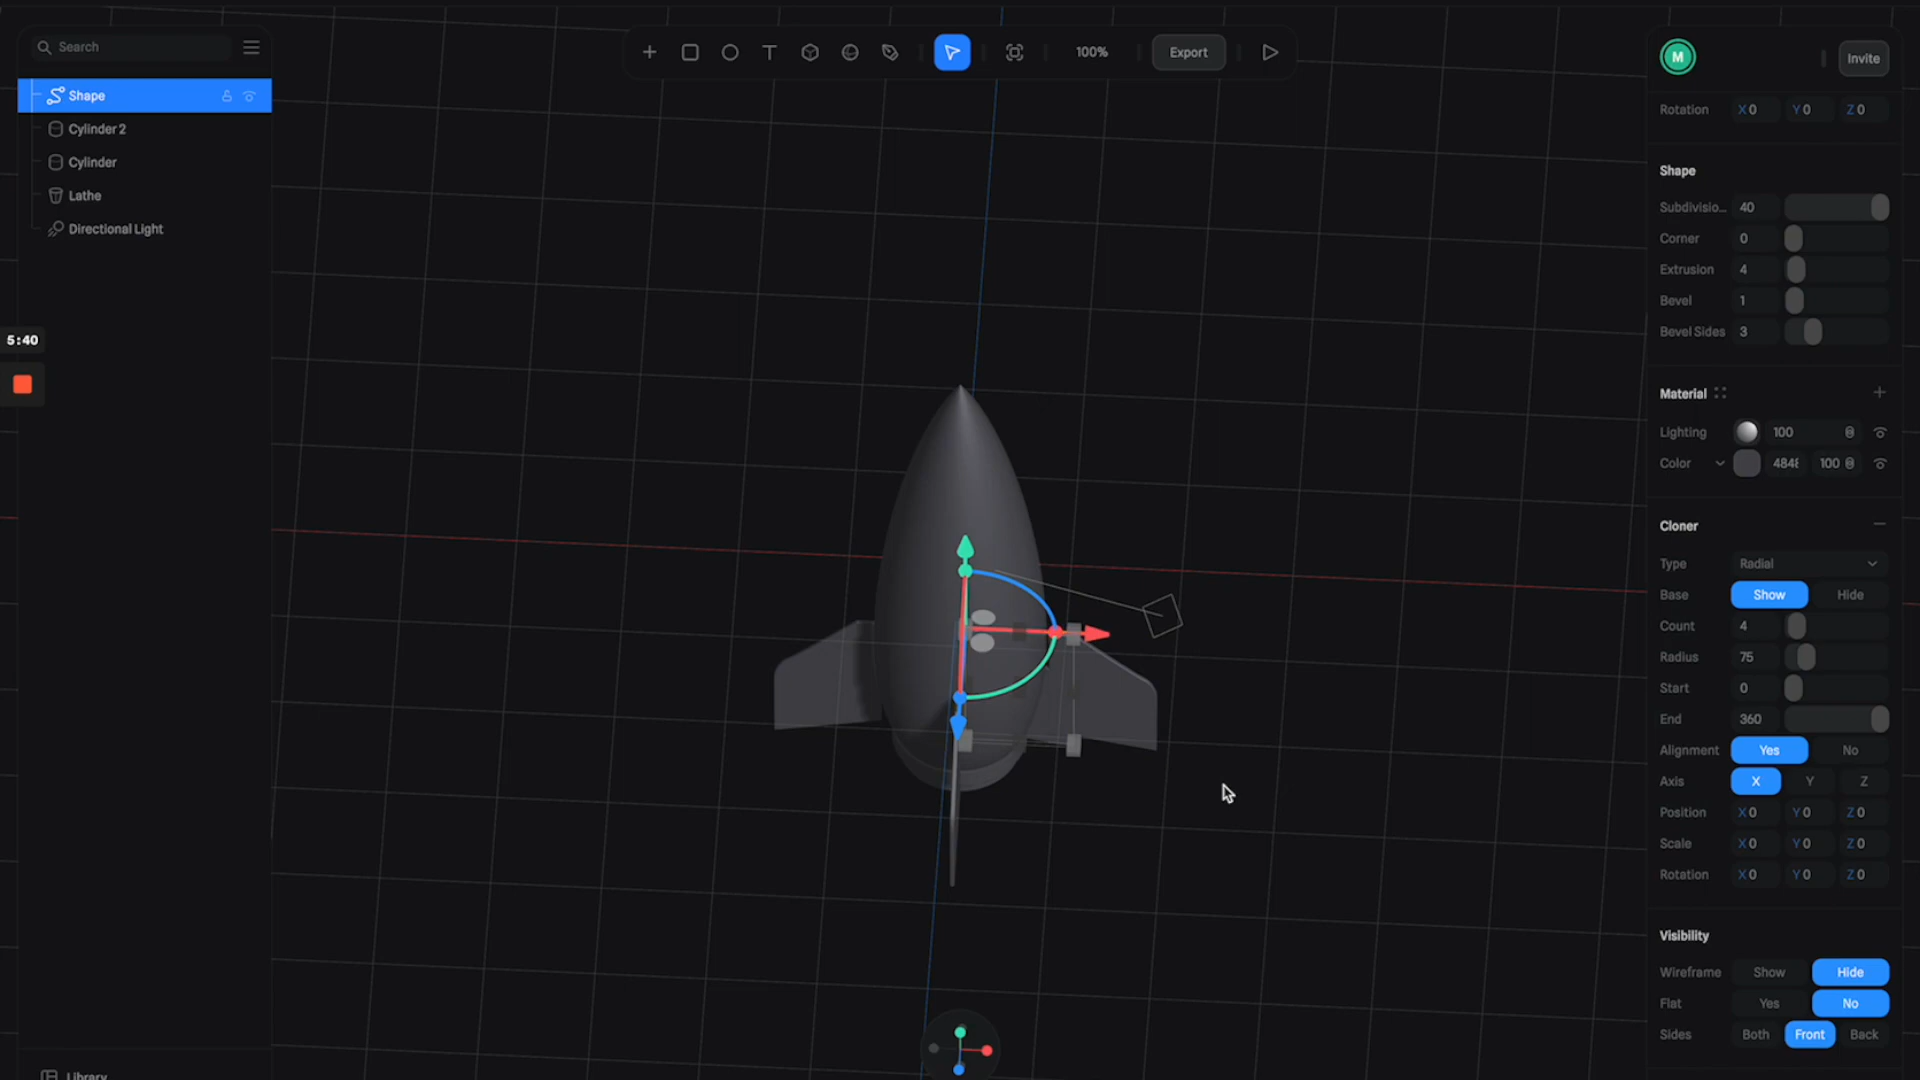 Search
Shape
Cylinder 2
Cylinder
Lathe
Directional Light
5:40
Library
T
100%
Export
M
Invite
Rotation X 0 Y 0 Z 0
Shape
Subdivisio... 40
Corner 0
Extrusion 4
Bevel 1
Bevel Sides 3
Material
Lighting 100
Color 484 100
Cloner
Type Radial
Base Show Hide
Count 4
Radius 75
Start 0
End 360
Alignment Yes No
Axis X Y Z
Position X 0 Y 0 Z 0
Scale X 0 Y 0 Z 0
Rotation X 0 Y 0 Z 0
Visibility
Wireframe Show Hide
Flat Yes No
Sides Both Front Back